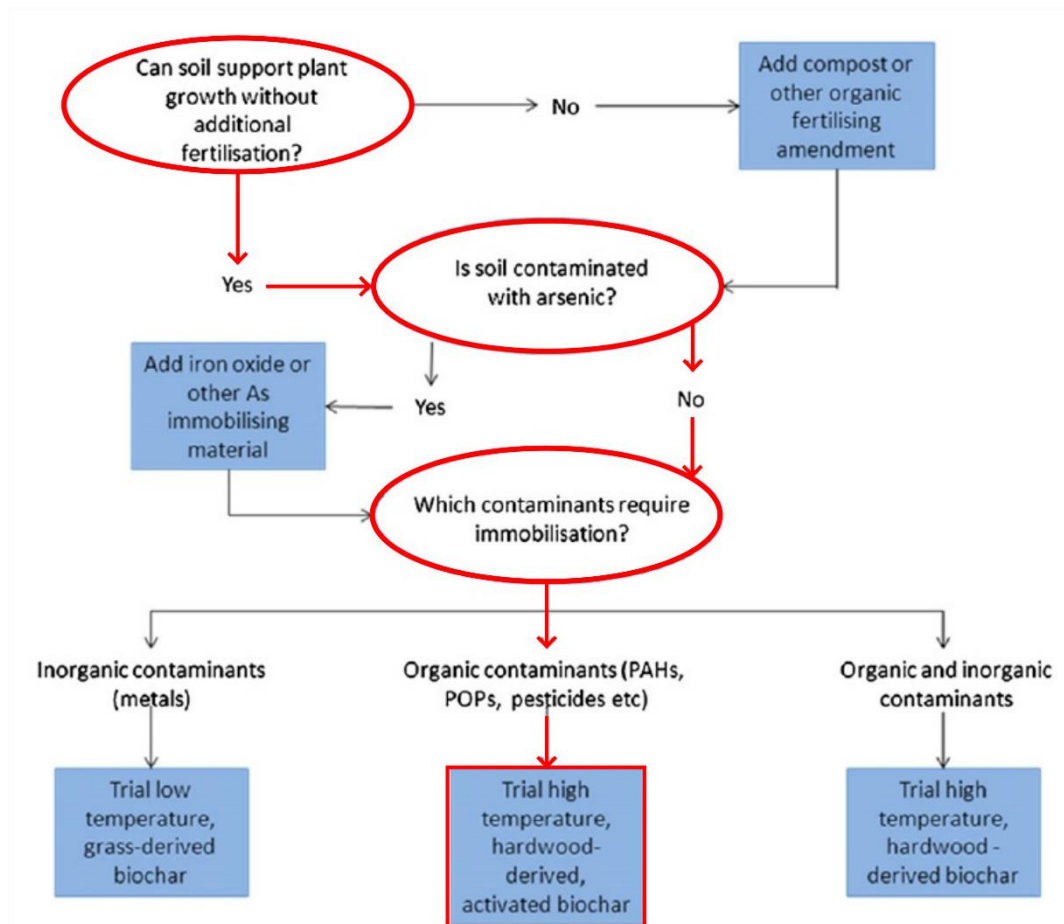 Can soil support plant
growth without
additional
fertilisation?
No
Add compost or
other organic
fertilising
amendment
Yes
Is soil contaminated
with arsenic?
Add iron oxide or
other As
immobilising
material
Yes
No
Which contaminants require
immobilisation?
Inorganic contaminants
(metals)
Organic contaminants (PAHs,
POPs, pesticides etc)
Organic and inorganic
contaminants
Trial low
temperature,
grass-derived
biochar
Trial high
temperature,
hardwood-
derived,
activated biochar
Trial high
temperature,
hardwood -
derived biochar